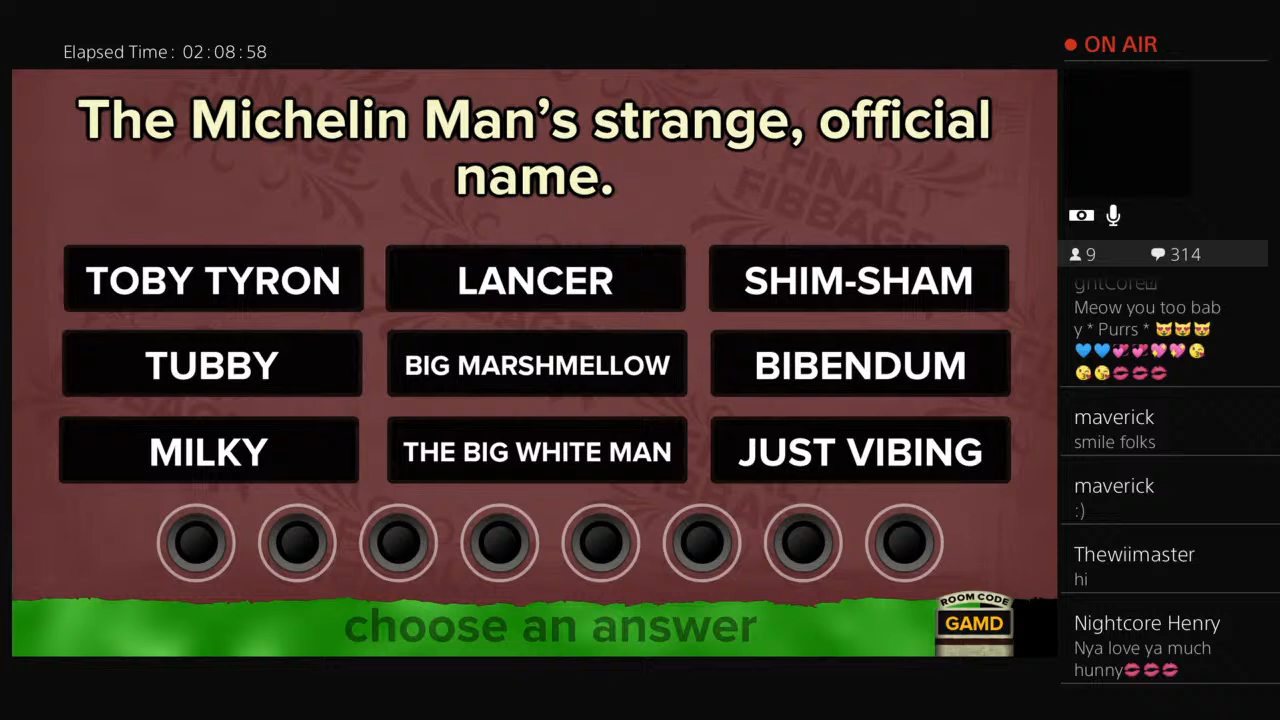 Elapsed Time: 02:08:58
ON AIR
The Michelin Man's strange, official
name.
TOBY TYRON
LANCER
SHIM-SHAM
TUBBY
BIG MARSHMELLOW
BIBENDUM
MILKY
THE BIG WHITE MAN
JUST VIBING
choose an answer
ROOM CODE
GAMD
9
314
Meow you too bab
y * Purrs * 😻😻😻
💙💙💞💞💖💖😘
😘😘💋💋💋
maverick
smile folks
maverick
:)
Thewiimaster
hi
Nightcore Henry
Nya love ya much
hunny💋💋💋
FINAL
FIBBAGE